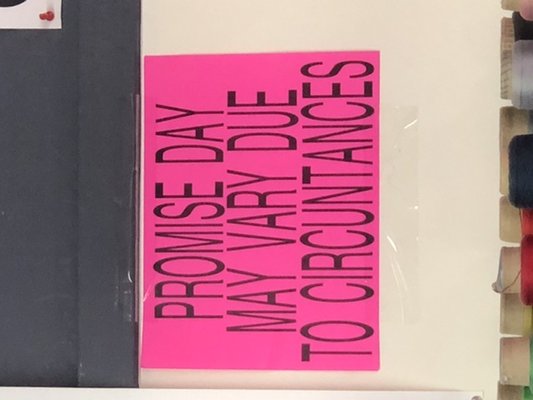 PROMISE DAY
MAY VARY DUE
TO CIRCUNTANCES